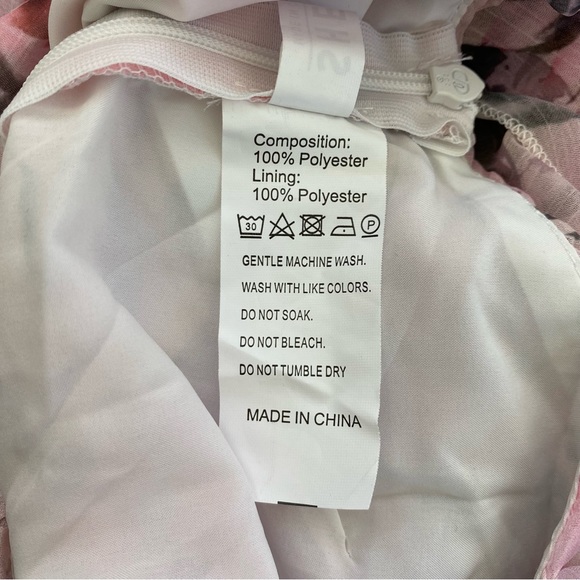 Composition:
100% Polyester
Lining:
100% Polyester
30 P
GENTLE MACHINE WASH.
WASH WITH LIKE COLORS.
DO NOT SOAK.
DO NOT BLEACH.
DO NOT TUMBLE DRY
MADE IN CHINA